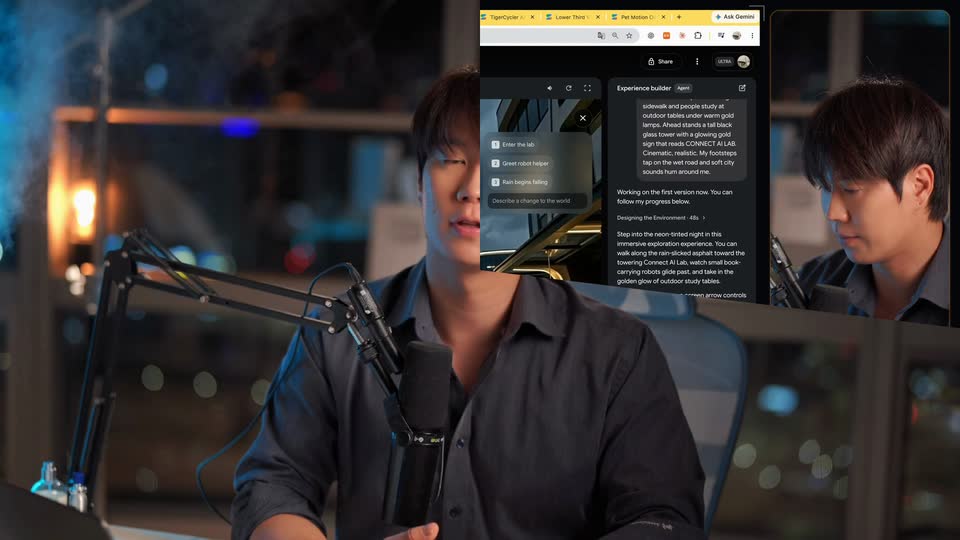 TigerCycler
Lower Third
Pet Motion D
Ask Gemini
Share
ULTRA
Experience builder
Agent
sidewalk and people study at
outdoor tables under warm gold
lamps. Ahead stands a tall black
glass tower with a glowing gold
sign that reads CONNECT AI LAB.
Cinematic, realistic. My footsteps
tap on the wet road and soft city
sounds hum around me.
1 Enter the lab
2 Greet robot helper
3 Rain begins falling
Describe a change to the world
Working on the first version now. You can
follow my progress below.
Designing the Environment · 48s
Step into the neon-tinted night in this
immersive exploration experience. You can
walk along the rain-slicked asphalt toward the
towering Connect AI Lab, watch small book-
carrying robots glide past, and take in the
golden glow of outdoor study tables.
screen arrow controls